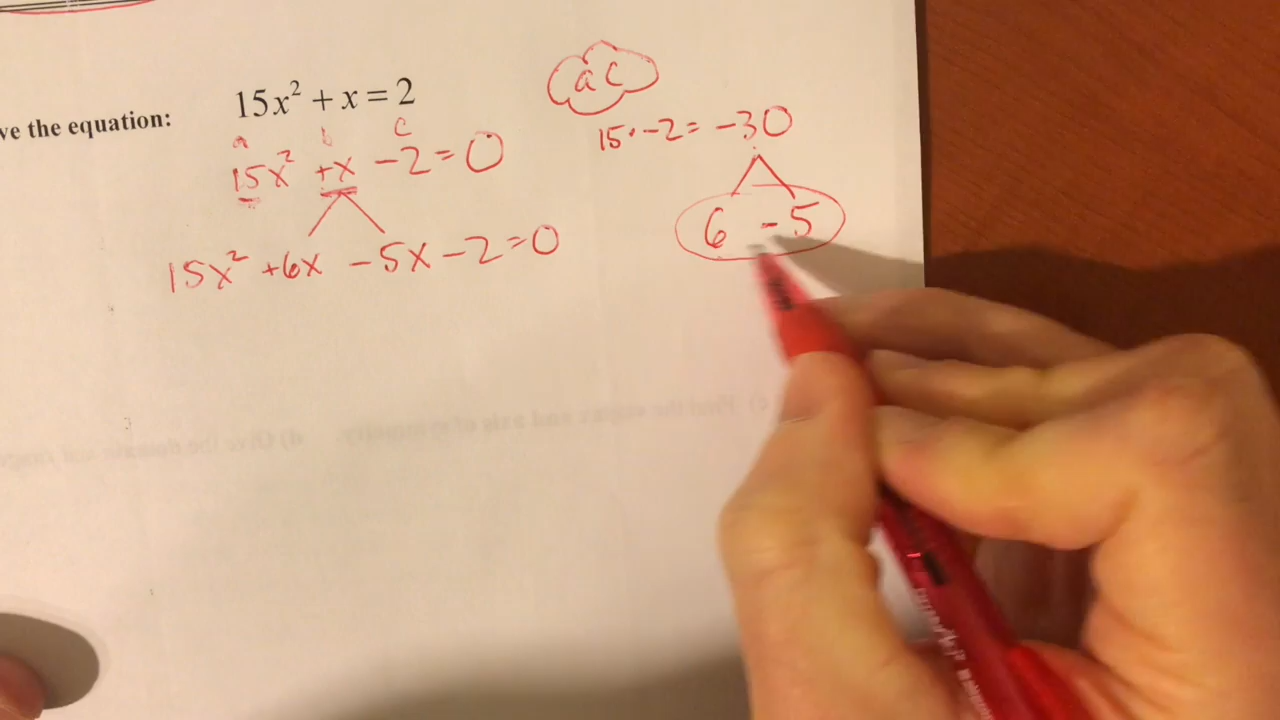 ve the equation: 15x² + x = 2
ac
a b c
15x² +x -2=0
15·-2=-30
6 -5
15x² +6x -5x-2=0